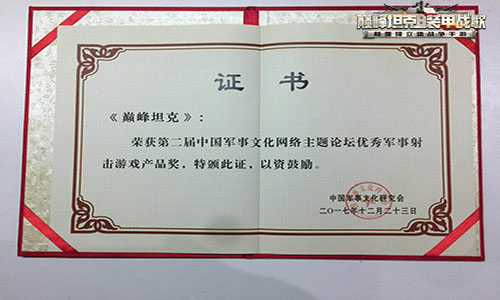 巅峰坦克 装甲战歌
证书
《巅峰坦克》：
荣获第二届中国军事文化网络主题论坛优秀军事射
击游戏产品奖，特颁此证，以资鼓励。
中国军事文化研究会
二〇一七年十二月二十三日